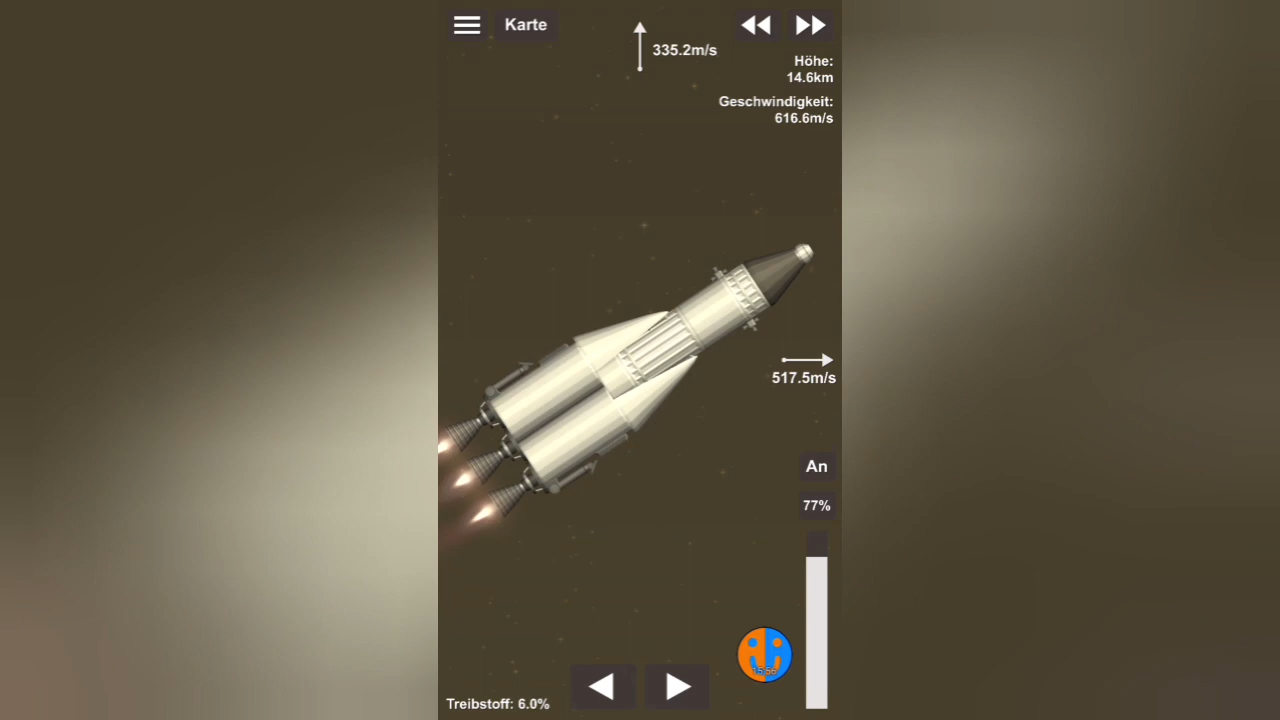 Karte
335.2m/s
Höhe:
14.6km
Geschwindigkeit:
616.6m/s
517.5m/s
An
77%
Treibstoff: 6.0%